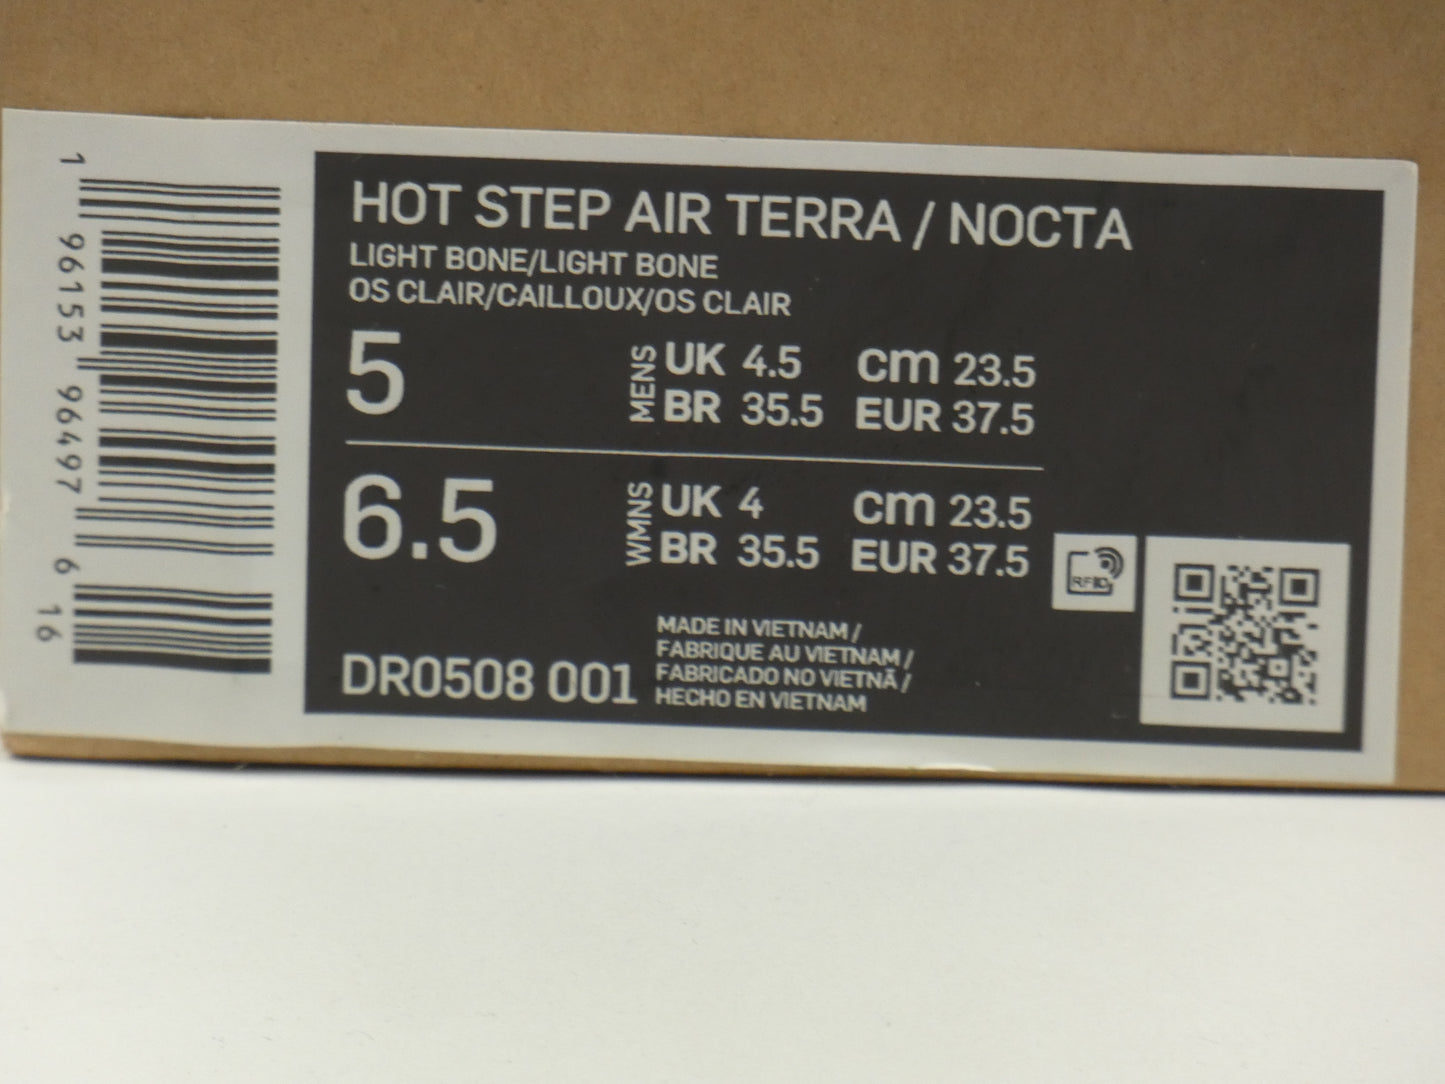 1 96153 96497 6
16
HOT STEP AIR TERRA / NOCTA
LIGHT BONE/LIGHT BONE
OS CLAIR/CAILLOUX/OS CLAIR
5
MENS
UK 4.5 cm 23.5
BR 35.5 EUR 37.5
6.5
WMNS
UK 4 cm 23.5
BR 35.5 EUR 37.5
RFID
DR0508 001
MADE IN VIETNAM /
FABRIQUE AU VIETNAM /
FABRICADO NO VIETNÃ /
HECHO EN VIETNAM